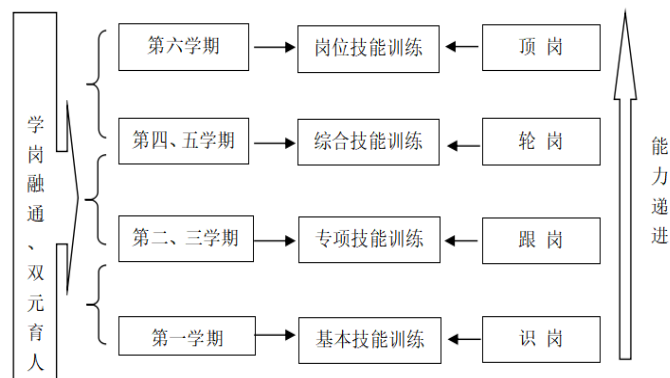 学岗融通、双元育人
第六学期
岗位技能训练
顶 岗
第四、五学期
综合技能训练
轮 岗
第二、三学期
专项技能训练
跟 岗
第一学期
基本技能训练
识 岗
能力递进